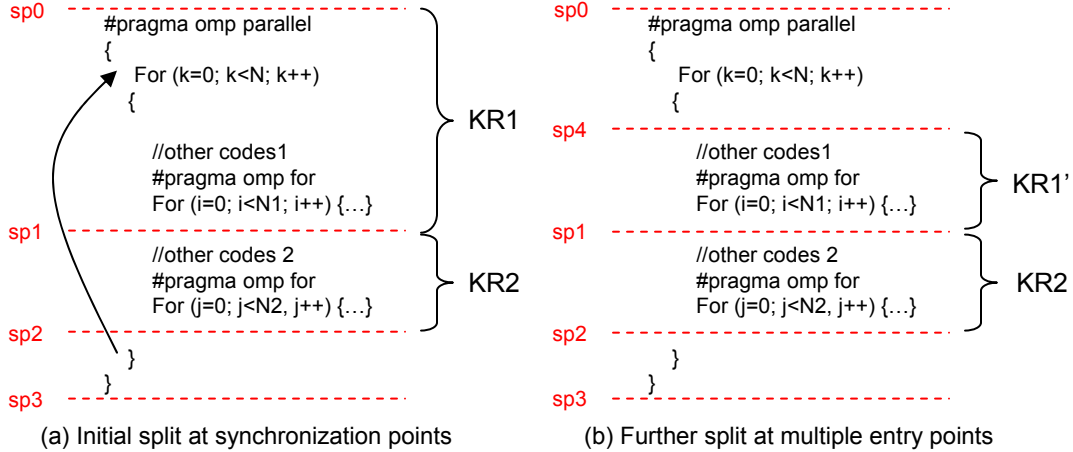 sp0
#pragma omp parallel
{
For (k=0; k<N; k++)
{
KR1
//other codes1
#pragma omp for
For (i=0; i<N1; i++) {…}
sp1
//other codes 2
#pragma omp for
For (j=0; j<N2, j++) {…}
KR2
sp2
}
}
sp3
(a) Initial split at synchronization points
sp0
#pragma omp parallel
{
For (k=0; k<N; k++)
{
sp4
//other codes1
#pragma omp for
For (i=0; i<N1; i++) {…}
KR1’
sp1
//other codes 2
#pragma omp for
For (j=0; j<N2, j++) {…}
KR2
sp2
}
}
sp3
(b) Further split at multiple entry points